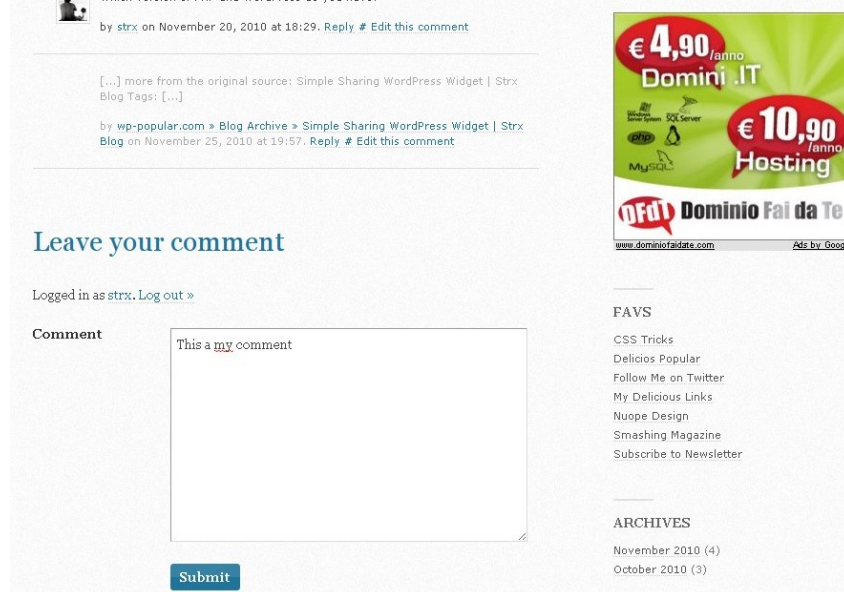 by strx on November 20, 2010 at 18:29. Reply # Edit this comment
[...] more from the original source: Simple Sharing WordPress Widget | Strx
Blog Tags: [...]
by wp-popular.com » Blog Archive » Simple Sharing WordPress Widget | Strx
Blog on November 25, 2010 at 19:57. Reply # Edit this comment
Leave your comment
Logged in as strx. Log out »
Comment
This a my comment
Submit
€ 4,90/anno
Domini .IT
SQL Server
php
MySQL
€ 10,90
/anno
Hosting
DFdT Dominio Fai da Te
www.dominiofaidate.com
Ads by Goog
FAVS
CSS Tricks
Delicios Popular
Follow Me on Twitter
My Delicious Links
Nuope Design
Smashing Magazine
Subscribe to Newsletter
ARCHIVES
November 2010 (4)
October 2010 (3)